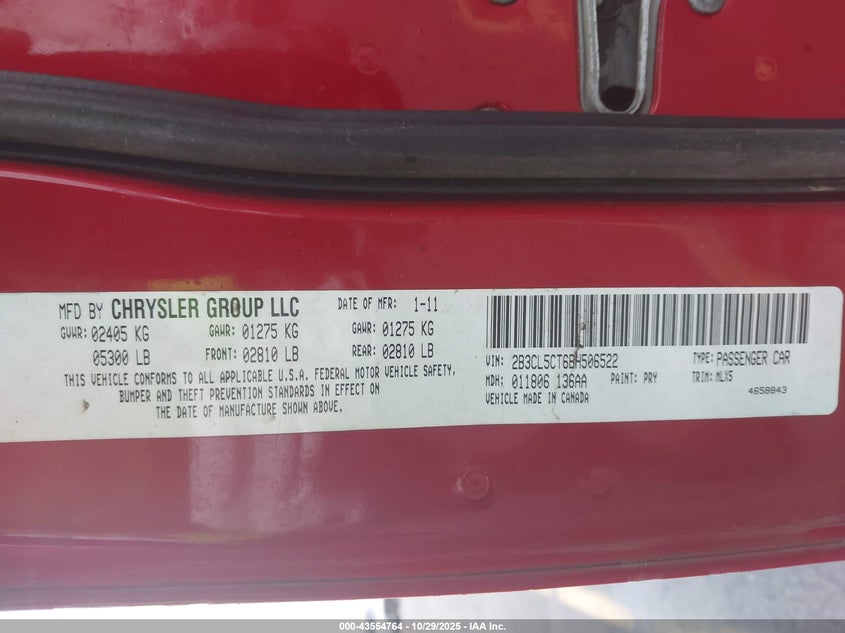 MFD BY CHRYSLER GROUP LLC DATE OF MFR: 1-11
GVWR: 02405 KG GAWR: 01275 KG GAWR: 01275 KG
05300 LB FRONT: 02810 LB REAR: 02810 LB
THIS VEHICLE CONFORMS TO ALL APPLICABLE U.S.A. FEDERAL MOTOR VEHICLE SAFETY,
BUMPER AND THEFT PREVENTION STANDARDS IN EFFECT ON
THE DATE OF MANUFACTURE SHOWN ABOVE.
VIN: 2B3CL5CT6BH506522 TYPE: PASSENGER CAR
MDH: 011806 136AA PAINT: PRY TRIM: MLX5
VEHICLE MADE IN CANADA 4658843
000-43554764 - 10/29/2025 - IAA Inc.